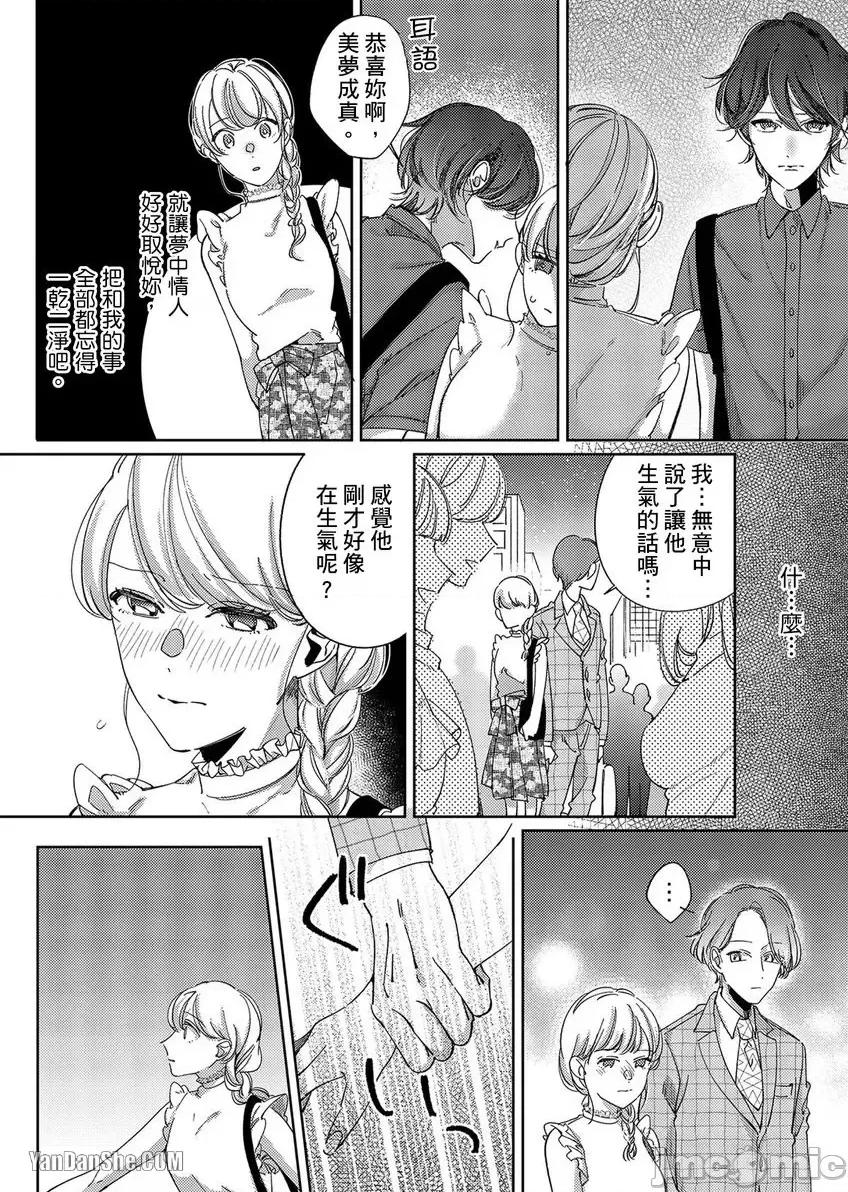 耳語
恭喜妳啊，
美夢成真。
就讓夢中情人
好好取悅妳，
把和我的事
全部都忘得
一乾二淨吧。
什…麼…
我…無意中
說了讓他
生氣的話嗎…
感覺他
剛才好像
在生氣呢？
…
ぐい
YanDanShe.COM
jmcomic